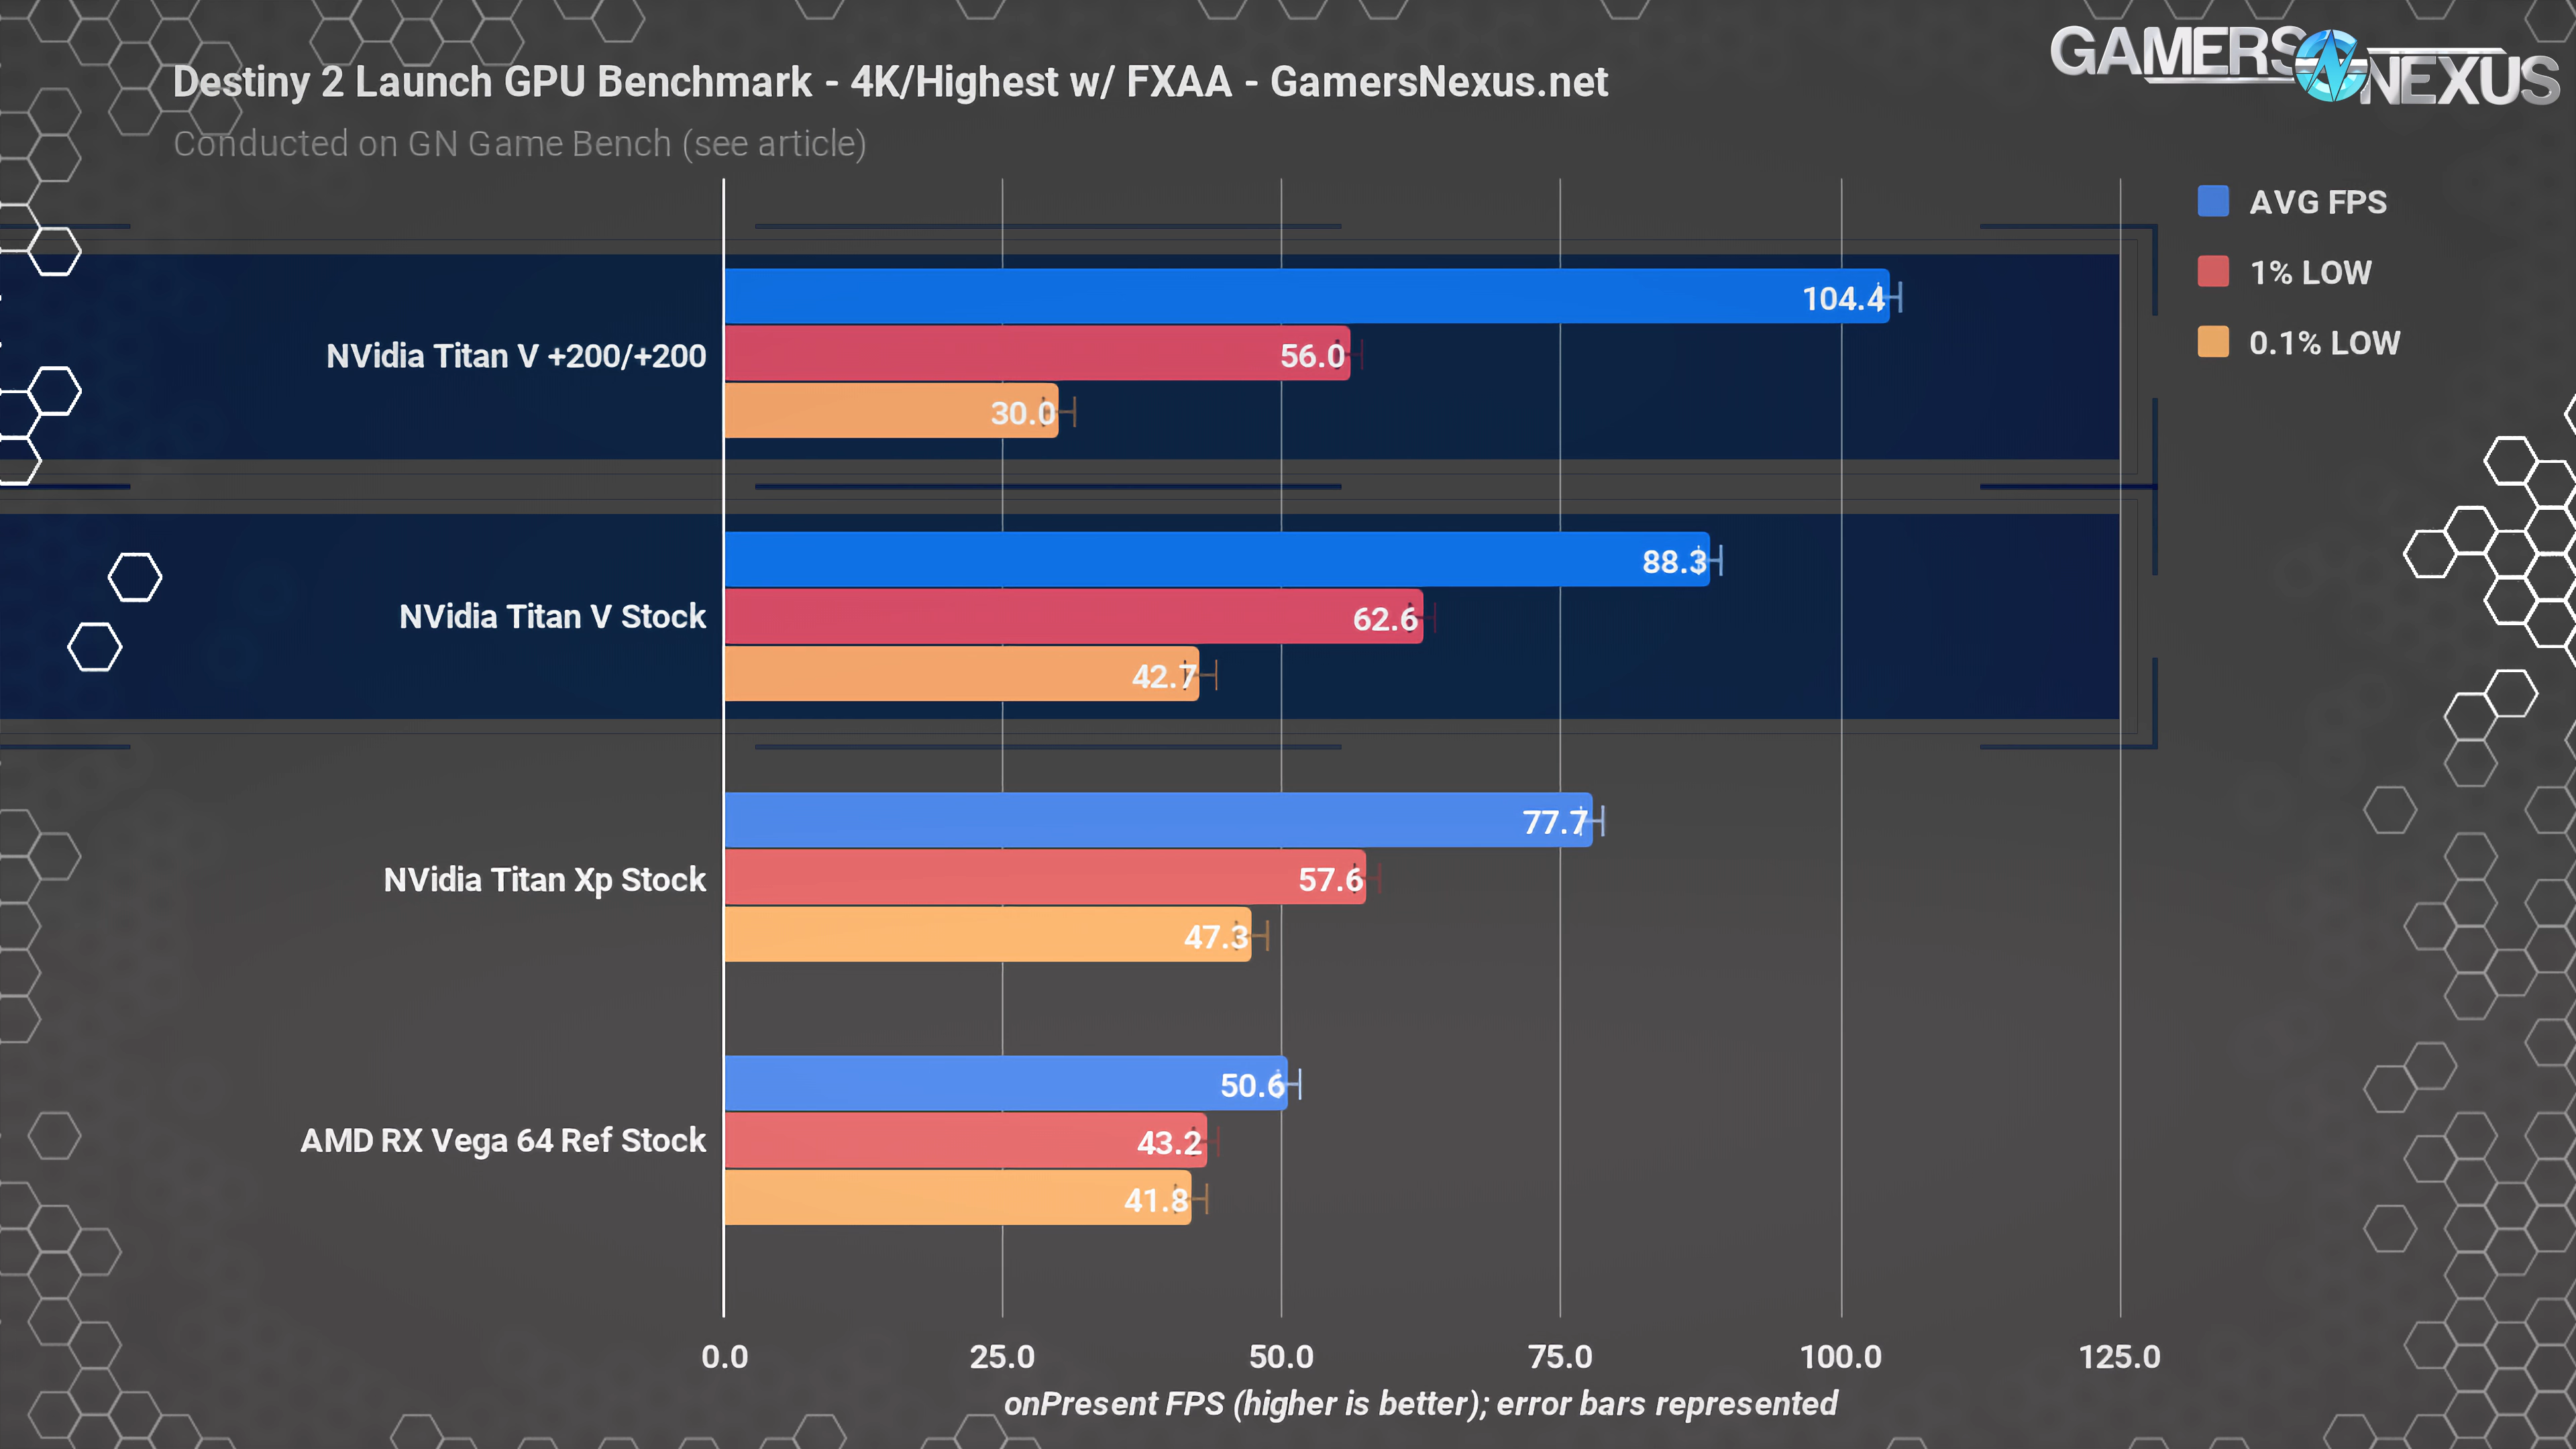 Destiny 2 Launch GPU Benchmark - 4K/Highest w/ FXAA - GamersNexus.net
GAMERS NEXUS
Conducted on GN Game Bench (see article)
AVG FPS
1% LOW
0.1% LOW
NVidia Titan V +200/+200
104.4
56.0
30.0
NVidia Titan V Stock
88.3
62.6
42.7
NVidia Titan Xp Stock
77.7
57.6
47.3
AMD RX Vega 64 Ref Stock
50.6
43.2
41.8
0.0 25.0 50.0 75.0 100.0 125.0
onPresent FPS (higher is better); error bars represented